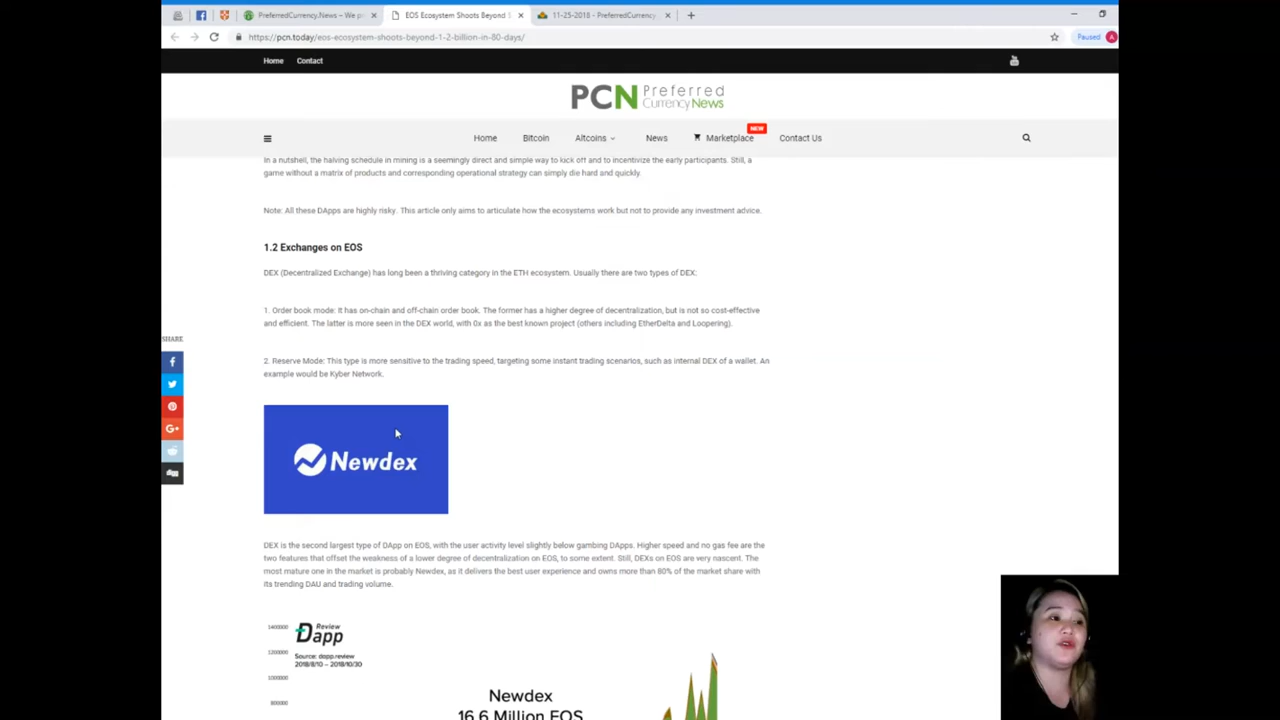 PreferredCurrency.News – We p
EOS Ecosystem Shoots Beyond $
11-25-2018 - PreferredCurrency
https://pcn.today/eos-ecosystem-shoots-beyond-1-2-billion-in-80-days/
Paused
A
Home
Contact
PCN Preferred
Currency News
NEW
Home
Bitcoin
Altcoins
News
Marketplace
Contact Us
In a nutshell, the halving schedule in mining is a seemingly direct and simple way to kick off and to incentivize the early participants. Still, a
game without a matrix of products and corresponding operational strategy can simply die hard and quickly.
Note: All these DApps are highly risky. This article only aims to articulate how the ecosystems work but not to provide any investment advice.
1.2 Exchanges on EOS
DEX (Decentralized Exchange) has long been a thriving category in the ETH ecosystem. Usually there are two types of DEX:
1. Order book mode: It has on-chain and off-chain order book. The former has a higher degree of decentralization, but is not so cost-effective
and efficient. The latter is more seen in the DEX world, with 0x as the best known project (others including EtherDelta and Loopering).
SHARE
2. Reserve Mode: This type is more sensitive to the trading speed, targeting some instant trading scenarios, such as internal DEX of a wallet. An
example would be Kyber Network.
Newdex
DEX is the second largest type of DApp on EOS, with the user activity level slightly below gambing DApps. Higher speed and no gas fee are the
two features that offset the weakness of a lower degree of decentralization on EOS, to some extent. Still, DEXs on EOS are very nascent. The
most mature one in the market is probably Newdex, as it delivers the best user experience and owns more than 80% of the market share with
its trending DAU and trading volume.
1400000
Review
Dapp
1200000
Source: dapp.review
2018/8/10 – 2018/10/30
1000000
Newdex
800000
16.6 Million EOS